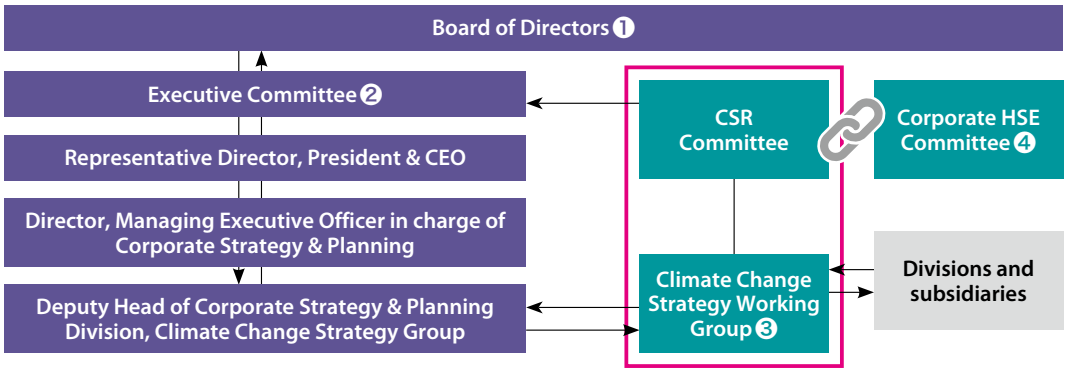 Board of Directors ❶
Executive Committee ❷
Representative Director, President & CEO
Director, Managing Executive Officer in charge of
Corporate Strategy & Planning
Deputy Head of Corporate Strategy & Planning
Division, Climate Change Strategy Group
CSR
Committee
Corporate HSE
Committee ❹
Climate Change
Strategy Working
Group ❸
Divisions and
subsidiaries